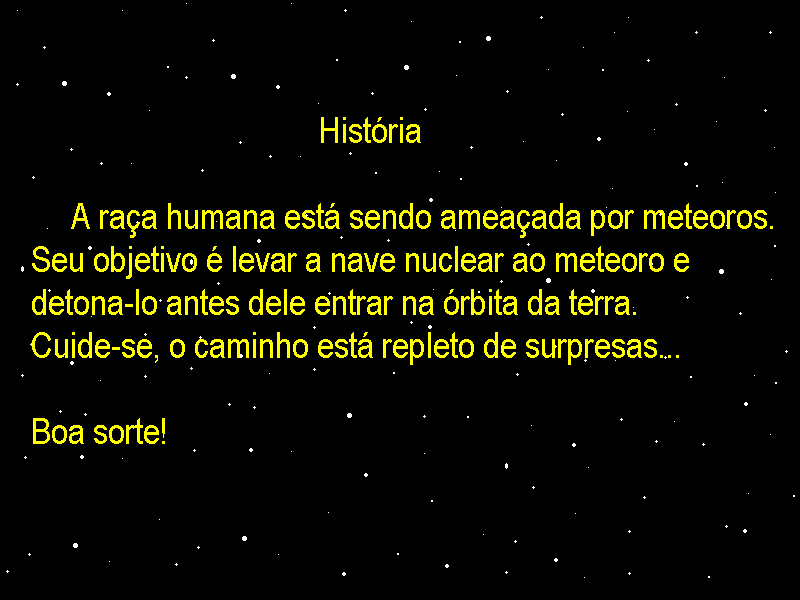 História
A raça humana está sendo ameaçada por meteoros.
Seu objetivo é levar a nave nuclear ao meteoro e
detona-lo antes dele entrar na órbita da terra.
Cuide-se, o caminho está repleto de surpresas...
Boa sorte!